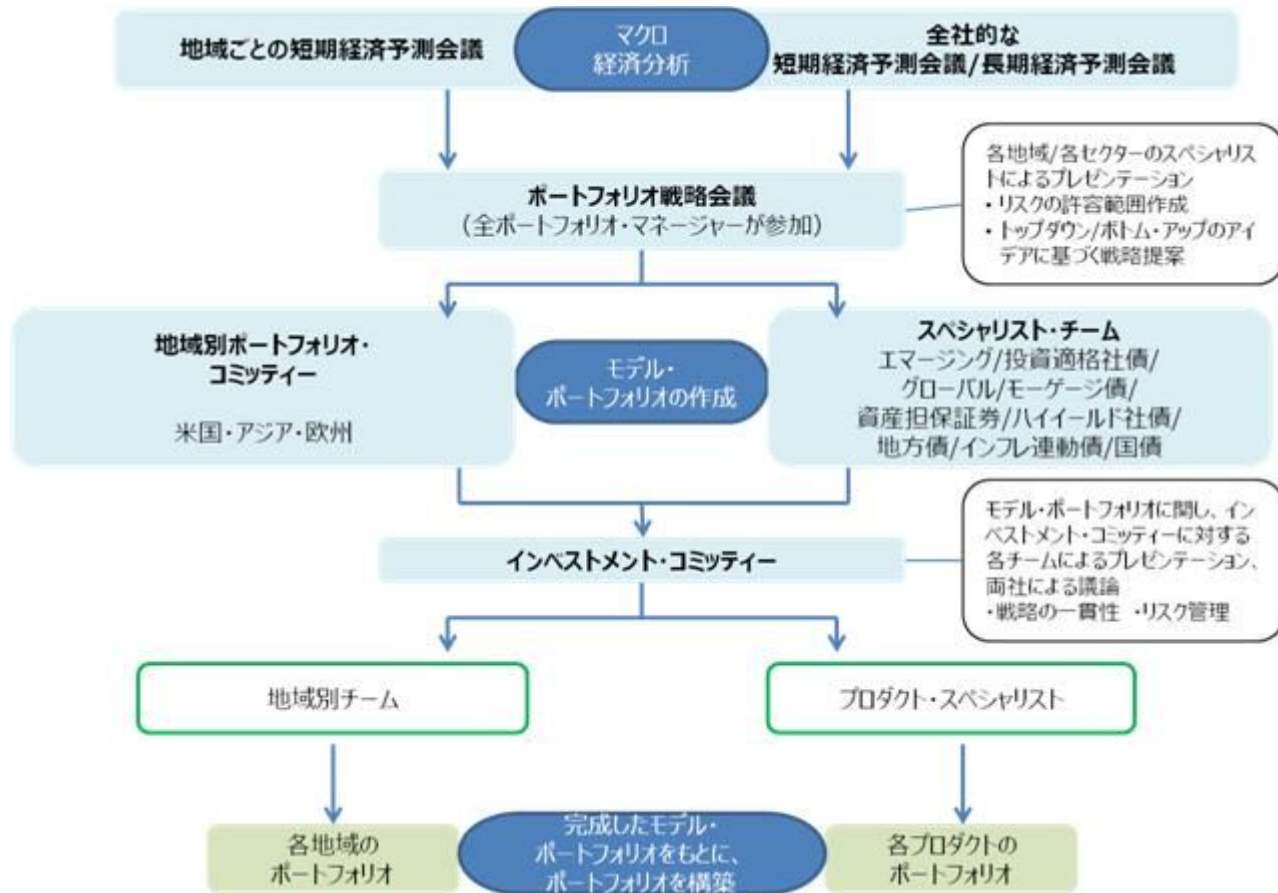 地域ごとの短期経済予測会議
マクロ
経済分析
全社的な
短期経済予測会議/長期経済予測会議
各地域/各セクターのスペシャリス
トによるプレゼンテーション
・リスクの許容範囲作成
・トップダウン/ボトム・アップのアイ
デアに基づく戦略提案
ポートフォリオ戦略会議
（全ポートフォリオ・マネージャーが参加）
地域別ポートフォリオ・
コミッティー
米国・アジア・欧州
モデル・
ポートフォリオの作成
スペシャリスト・チーム
エマージング/投資適格社債/
グローバル/モーゲージ債/
資産担保証券/ハイイールド社債/
地方債/インフレ連動債/国債
モデル・ポートフォリオに関し、イン
ベストメント・コミッティーに対する
各チームによるプレゼンテーション、
両社による議論
・戦略の一貫性 ・リスク管理
インベストメント・コミッティー
地域別チーム
プロダクト・スペシャリスト
各地域の
ポートフォリオ
完成したモデル・
ポートフォリオをもとに、
ポートフォリオを構築
各プロダクトの
ポートフォリオ